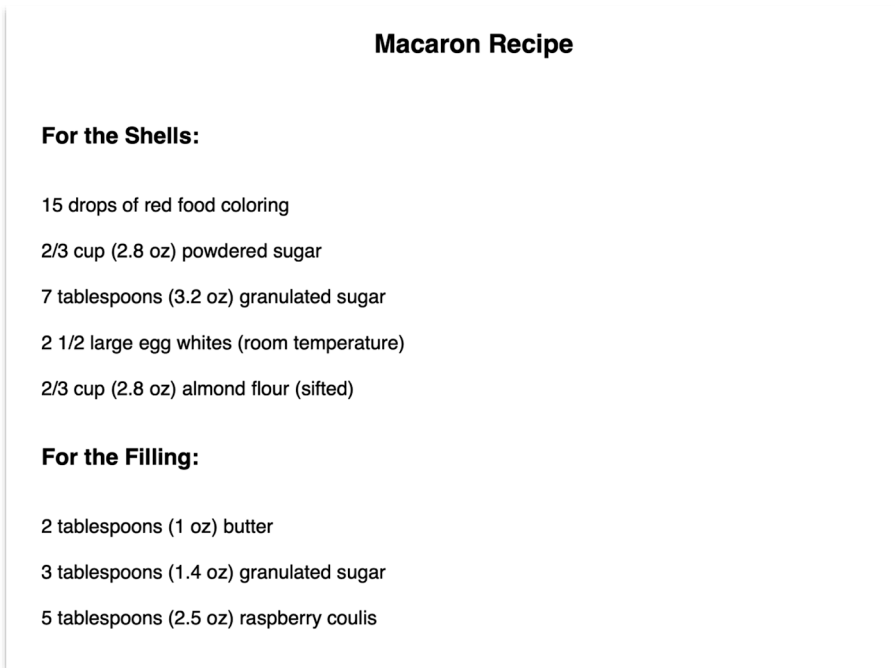 Macaron Recipe
For the Shells:
15 drops of red food coloring
2/3 cup (2.8 oz) powdered sugar
7 tablespoons (3.2 oz) granulated sugar
2 1/2 large egg whites (room temperature)
2/3 cup (2.8 oz) almond flour (sifted)
For the Filling:
2 tablespoons (1 oz) butter
3 tablespoons (1.4 oz) granulated sugar
5 tablespoons (2.5 oz) raspberry coulis